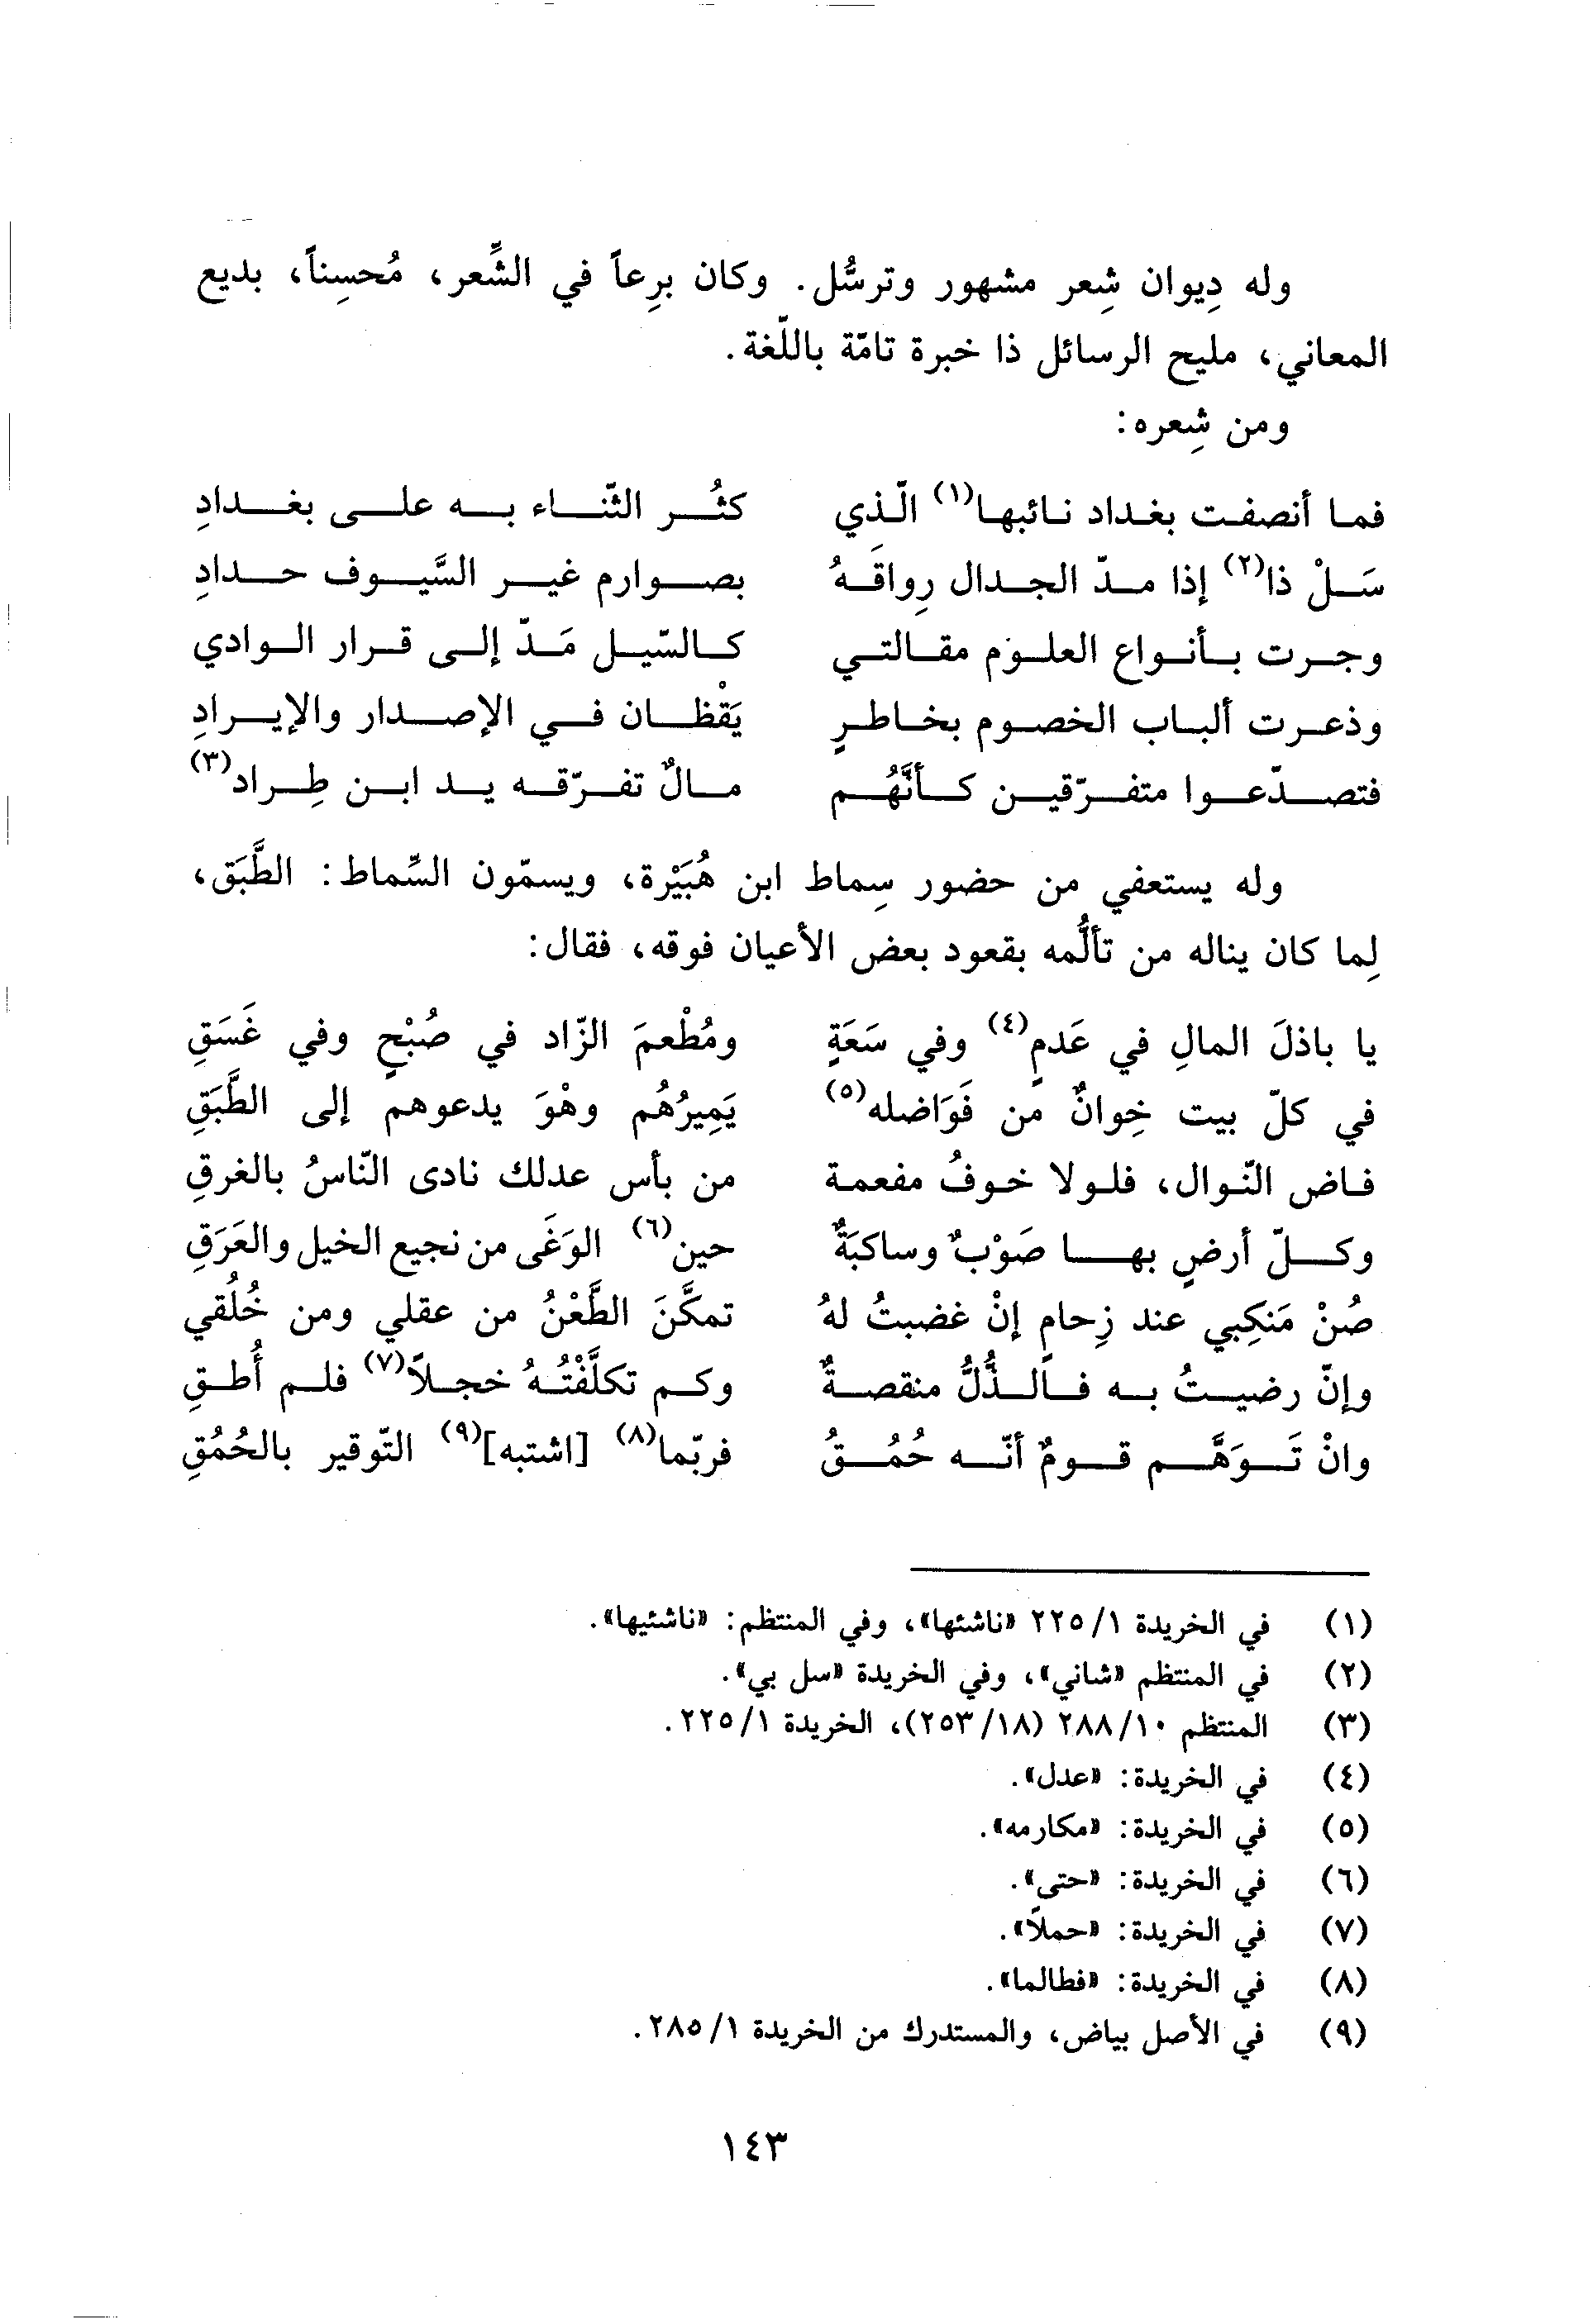 وله دِيوان شِعر مشهور وترسُّل. وكان برِعاً في الشِّعر، مُحسِناً، بديع
المعاني، مليح الرسائل ذا خبرة تامّة باللّغة.
ومن شِعره:
فما أنصفت بغداد نائبها(١) الّذي كثُر الثّناء به على بغدادِ
سَلْ ذا(٢) إذا مدّ الجدال رِواقَهُ بصوارم غير السَّيوف حدادِ
وجرت بأنواع العلوم مقالتي كالسّيل مَدّ إلى قرار الوادي
وذعرت ألباب الخصوم بخاطرٍ يَقْظان في الإصدار والإيرادِ
فتصدّعوا متفرّقين كأنَّهُم مالٌ تفرّقه يد ابن طِراد(٣)
وله يستعفي من حضور سِماط ابن هُبَيْرة، ويسمّون السِّماط: الطَّبَق،
لِما كان يناله من تألُّمه بقعود بعض الأعيان فوقه، فقال:
يا باذلَ المالِ في عَدمٍ(٤) وفي سَعَةٍ ومُطْعمَ الزّاد في صُبْحٍ وفي غَسَقِ
في كلّ بيت خِوانٌ من فَوَاضله(٥) يَمِيرُهُم وهْوَ يدعوهم إلى الطَّبَقِ
فاض النّوال، فلولا خوفُ مفعمة من بأس عدلك نادى النّاسُ بالغرقِ
وكلّ أرضٍ بها صَوْبٌ وساكبَةٌ حين(٦) الوَغَى من نجيع الخيل والعَرَقِ
صُنْ مَنكِبي عند زِحامٍ إنْ غضبتُ لهُ تمكَّنَ الطَّعْنُ من عقلي ومن خُلُقي
وإنّ رضيتُ به فالذُّلُّ منقصةٌ وكم تكلَّفْتُهُ خجلاً(٧) فلم أُطقِ
وانْ تَوَهَّم قومٌ أنّه حُمُقُ فربّما(٨) [اشتبه](٩) التّوقير بالحُمُقِ
(١) في الخريدة ٢٢٥/١ «ناشئها»، وفي المنتظم: «ناشئيها».
(٢) في المنتظم «شاني»، وفي الخريدة «سل بي».
(٣) المنتظم ٢٨٨/١٠ (٢٥٣/١٨)، الخريدة ٢٢٥/١.
(٤) في الخريدة: «عدل».
(٥) في الخريدة: «مكارمه».
(٦) في الخريدة: «حتى».
(٧) في الخريدة: «حملاً».
(٨) في الخريدة: «فطالما».
(٩) في الأصل بياض، والمستدرك من الخريدة ٢٨٥/١.
١٤٣